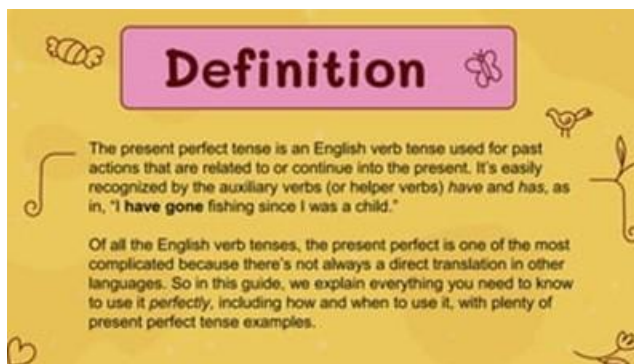 Definition
The present perfect tense is an English verb tense used for past
actions that are related to or continue into the present. It's easily
recognized by the auxiliary verbs (or helper verbs) have and has, as
in, "I have gone fishing since I was a child."
Of all the English verb tenses, the present perfect is one of the most
complicated because there's not always a direct translation in other
languages. So in this guide, we explain everything you need to know
to use it perfectly, including how and when to use it, with plenty of
present perfect tense examples.